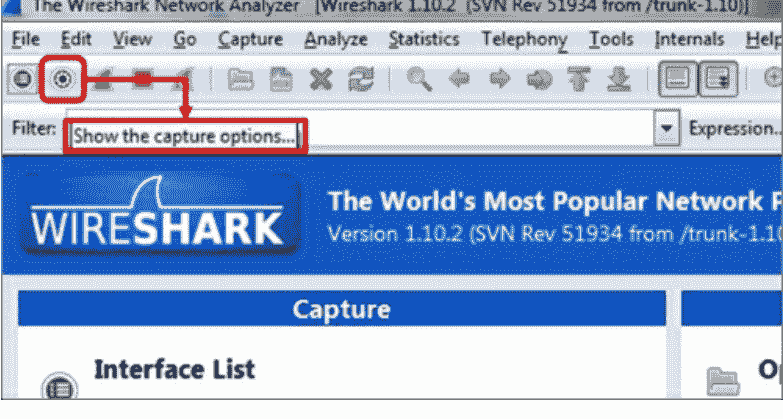 The Wireshark Network Analyzer [Wireshark 1.10.2 (SVN Rev 51934 from /trunk-1.10)]
File Edit View Go Capture Analyze Statistics Telephony Tools Internals Help
Filter: Show the capture options... Expression...
WIRESHARK
The World's Most Popular Network P
Version 1.10.2 (SVN Rev 51934 from /trunk-1.10
Capture
Interface List
Op